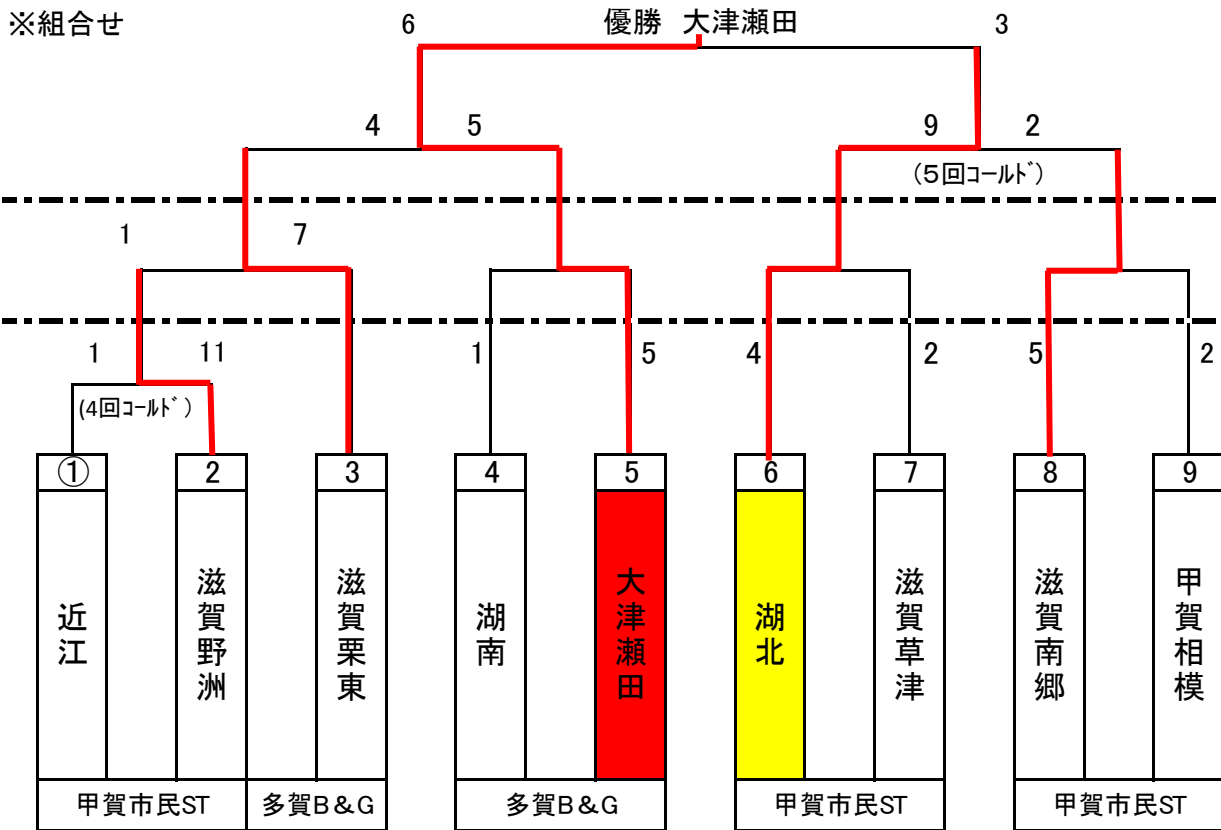 ※組合せ
6 優勝 大津瀬田 3
4 5 9 2
(5回コールド)
1 7
1 11 1 5 4 2 5 2
(4回コールド)
① 2 3 4 5 6 7 8 9
近江
滋賀野洲
滋賀栗東
湖南
大津瀬田
湖北
滋賀草津
滋賀南郷
甲賀相模
甲賀市民ST 多賀B&G 多賀B&G 甲賀市民ST 甲賀市民ST